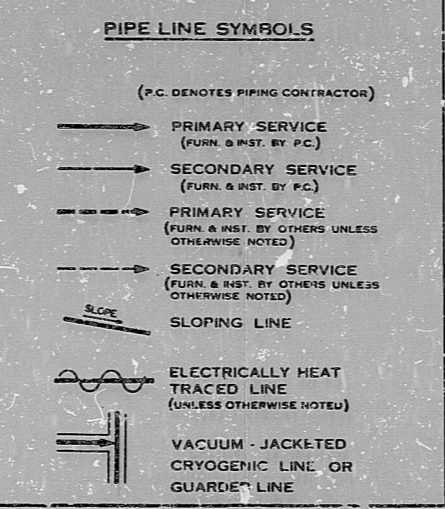 PIPE LINE SYMBOLS
(P.C. DENOTES PIPING CONTRACTOR)
PRIMARY SERVICE
(FURN. & INST. BY P.C.)
SECONDARY SERVICE
(FURN. & INST. BY P.C.)
PRIMARY SERVICE
(FURN. & INST. BY OTHERS UNLESS
OTHERWISE NOTED)
SECONDARY SERVICE
(FURN. & INST. BY OTHERS UNLESS
OTHERWISE NOTED)
SLOPE
SLOPING LINE
ELECTRICALLY HEAT
TRACED LINE
(UNLESS OTHERWISE NOTED)
VACUUM - JACKETED
CRYOGENIC LINE OR
GUARDED LINE